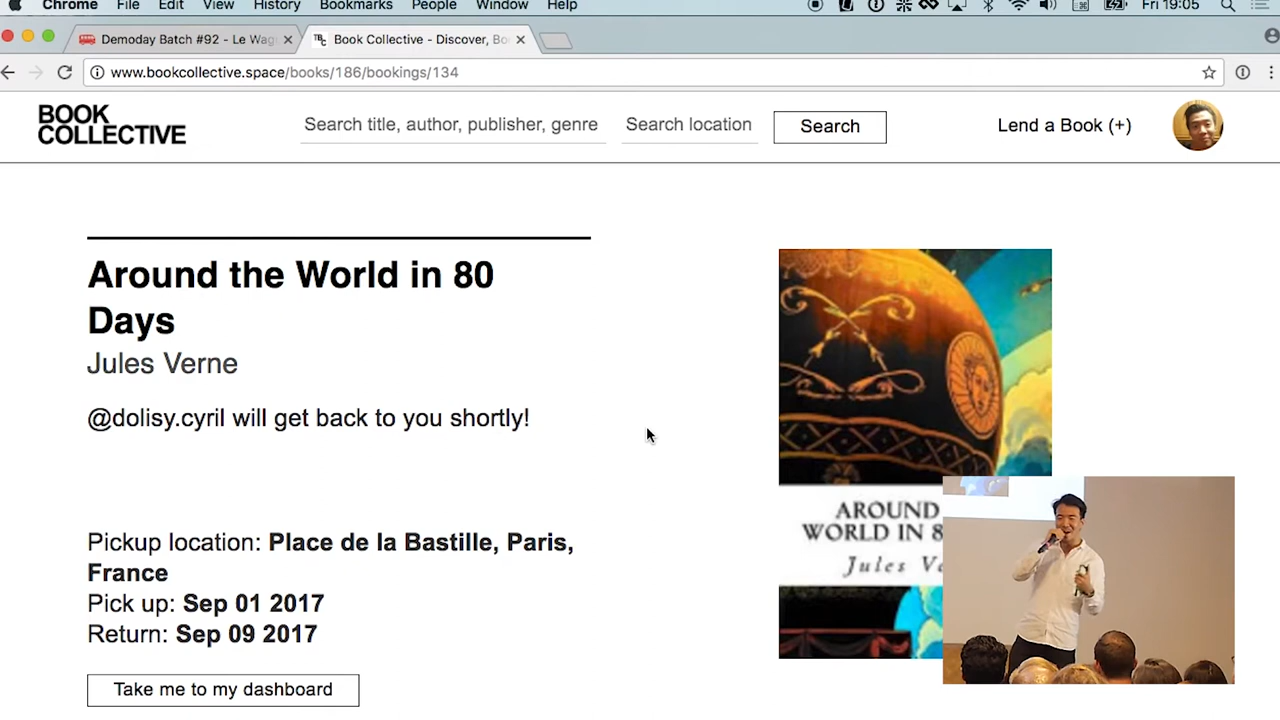 Chrome File Edit View History Bookmarks People Window Help Fri 19:05
Demoday Batch #92 - Le Wag
Book Collective - Discover, Bo
www.bookcollective.space/books/186/bookings/134
BOOK
COLLECTIVE
Search title, author, publisher, genre
Search location
Search
Lend a Book (+)
Around the World in 80
Days
Jules Verne
@dolisy.cyril will get back to you shortly!
Pickup location: Place de la Bastille, Paris,
France
Pick up: Sep 01 2017
Return: Sep 09 2017
Take me to my dashboard
AROUND
WORLD IN 8
Jules Ve